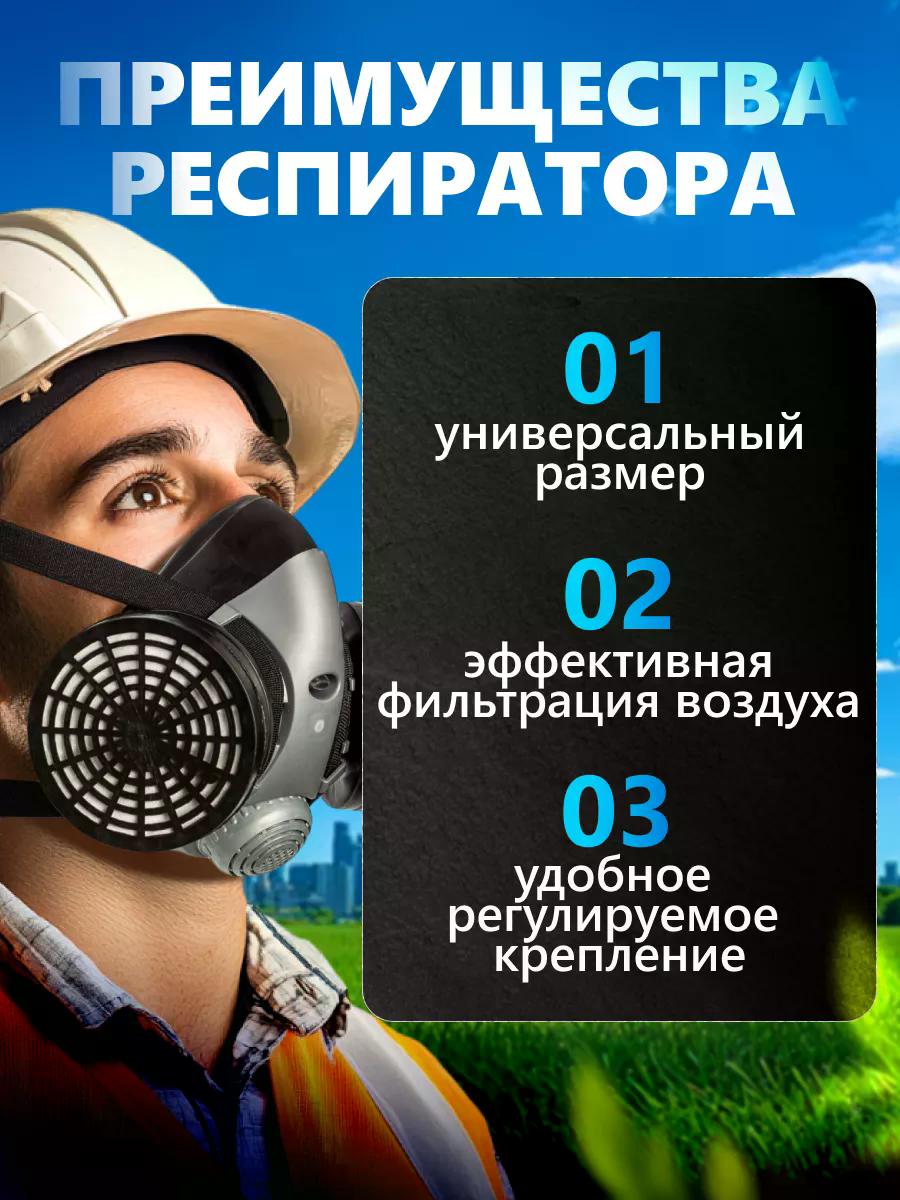 ПРЕИМУЩЕСТВА
РЕСПИРАТОРА
01
универсальный
размер
02
эффективная
фильтрация воздуха
03
удобное
регулируемое
крепление